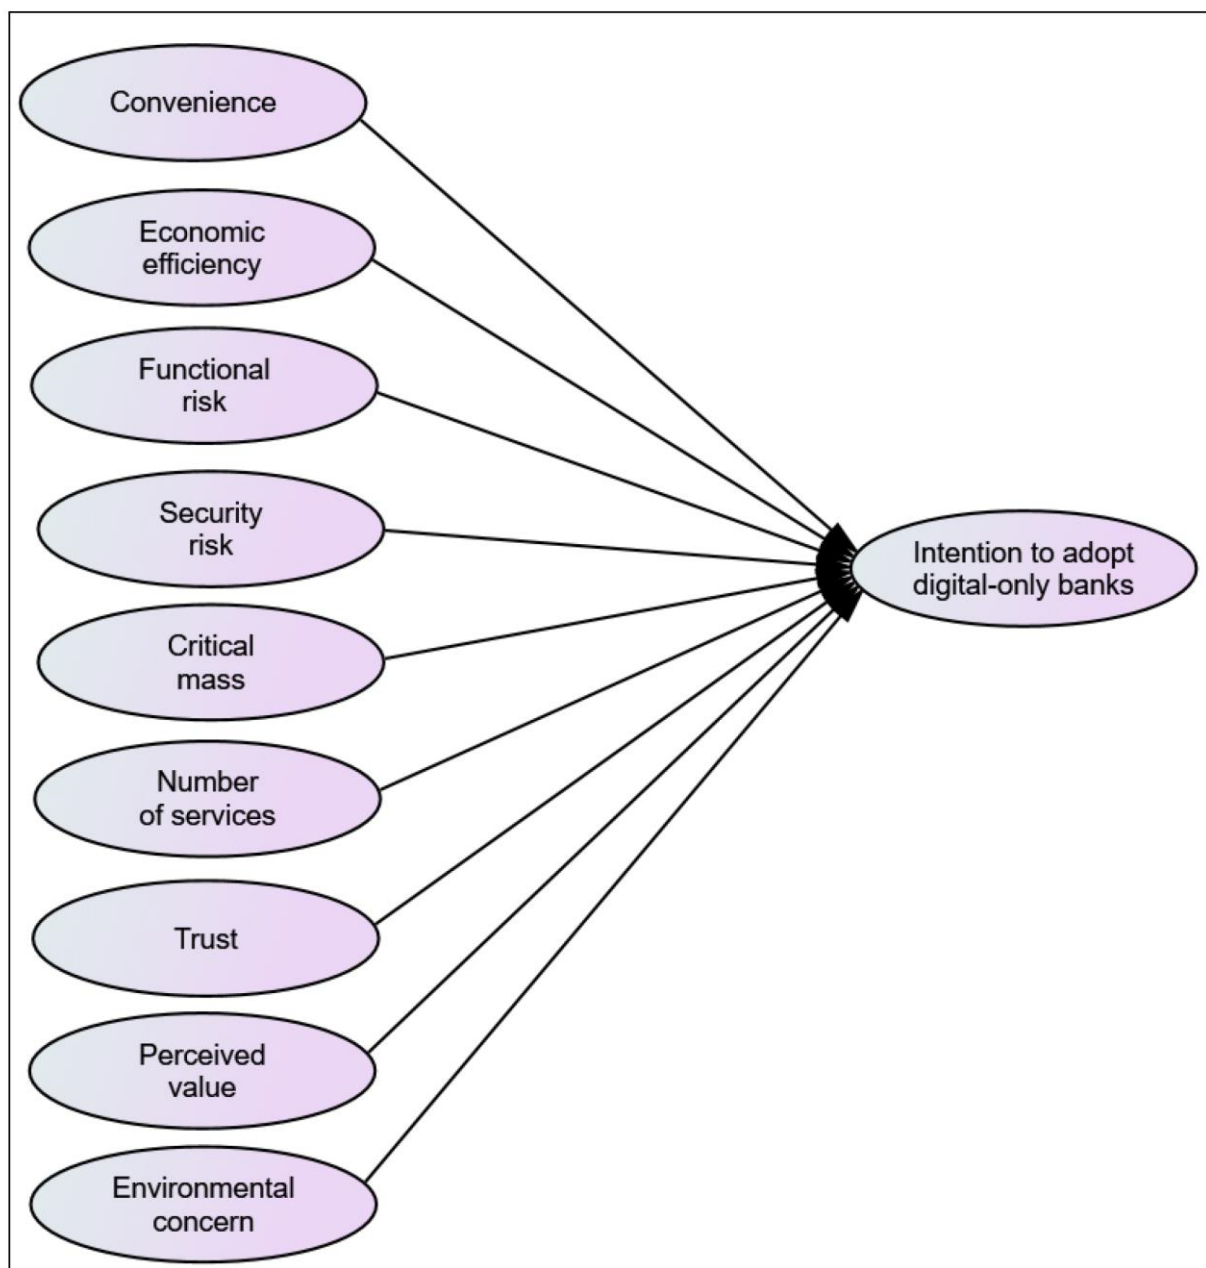 Convenience
Economic
efficiency
Functional
risk
Security
risk
Critical
mass
Number
of services
Trust
Perceived
value
Environmental
concern
Intention to adopt
digital-only banks